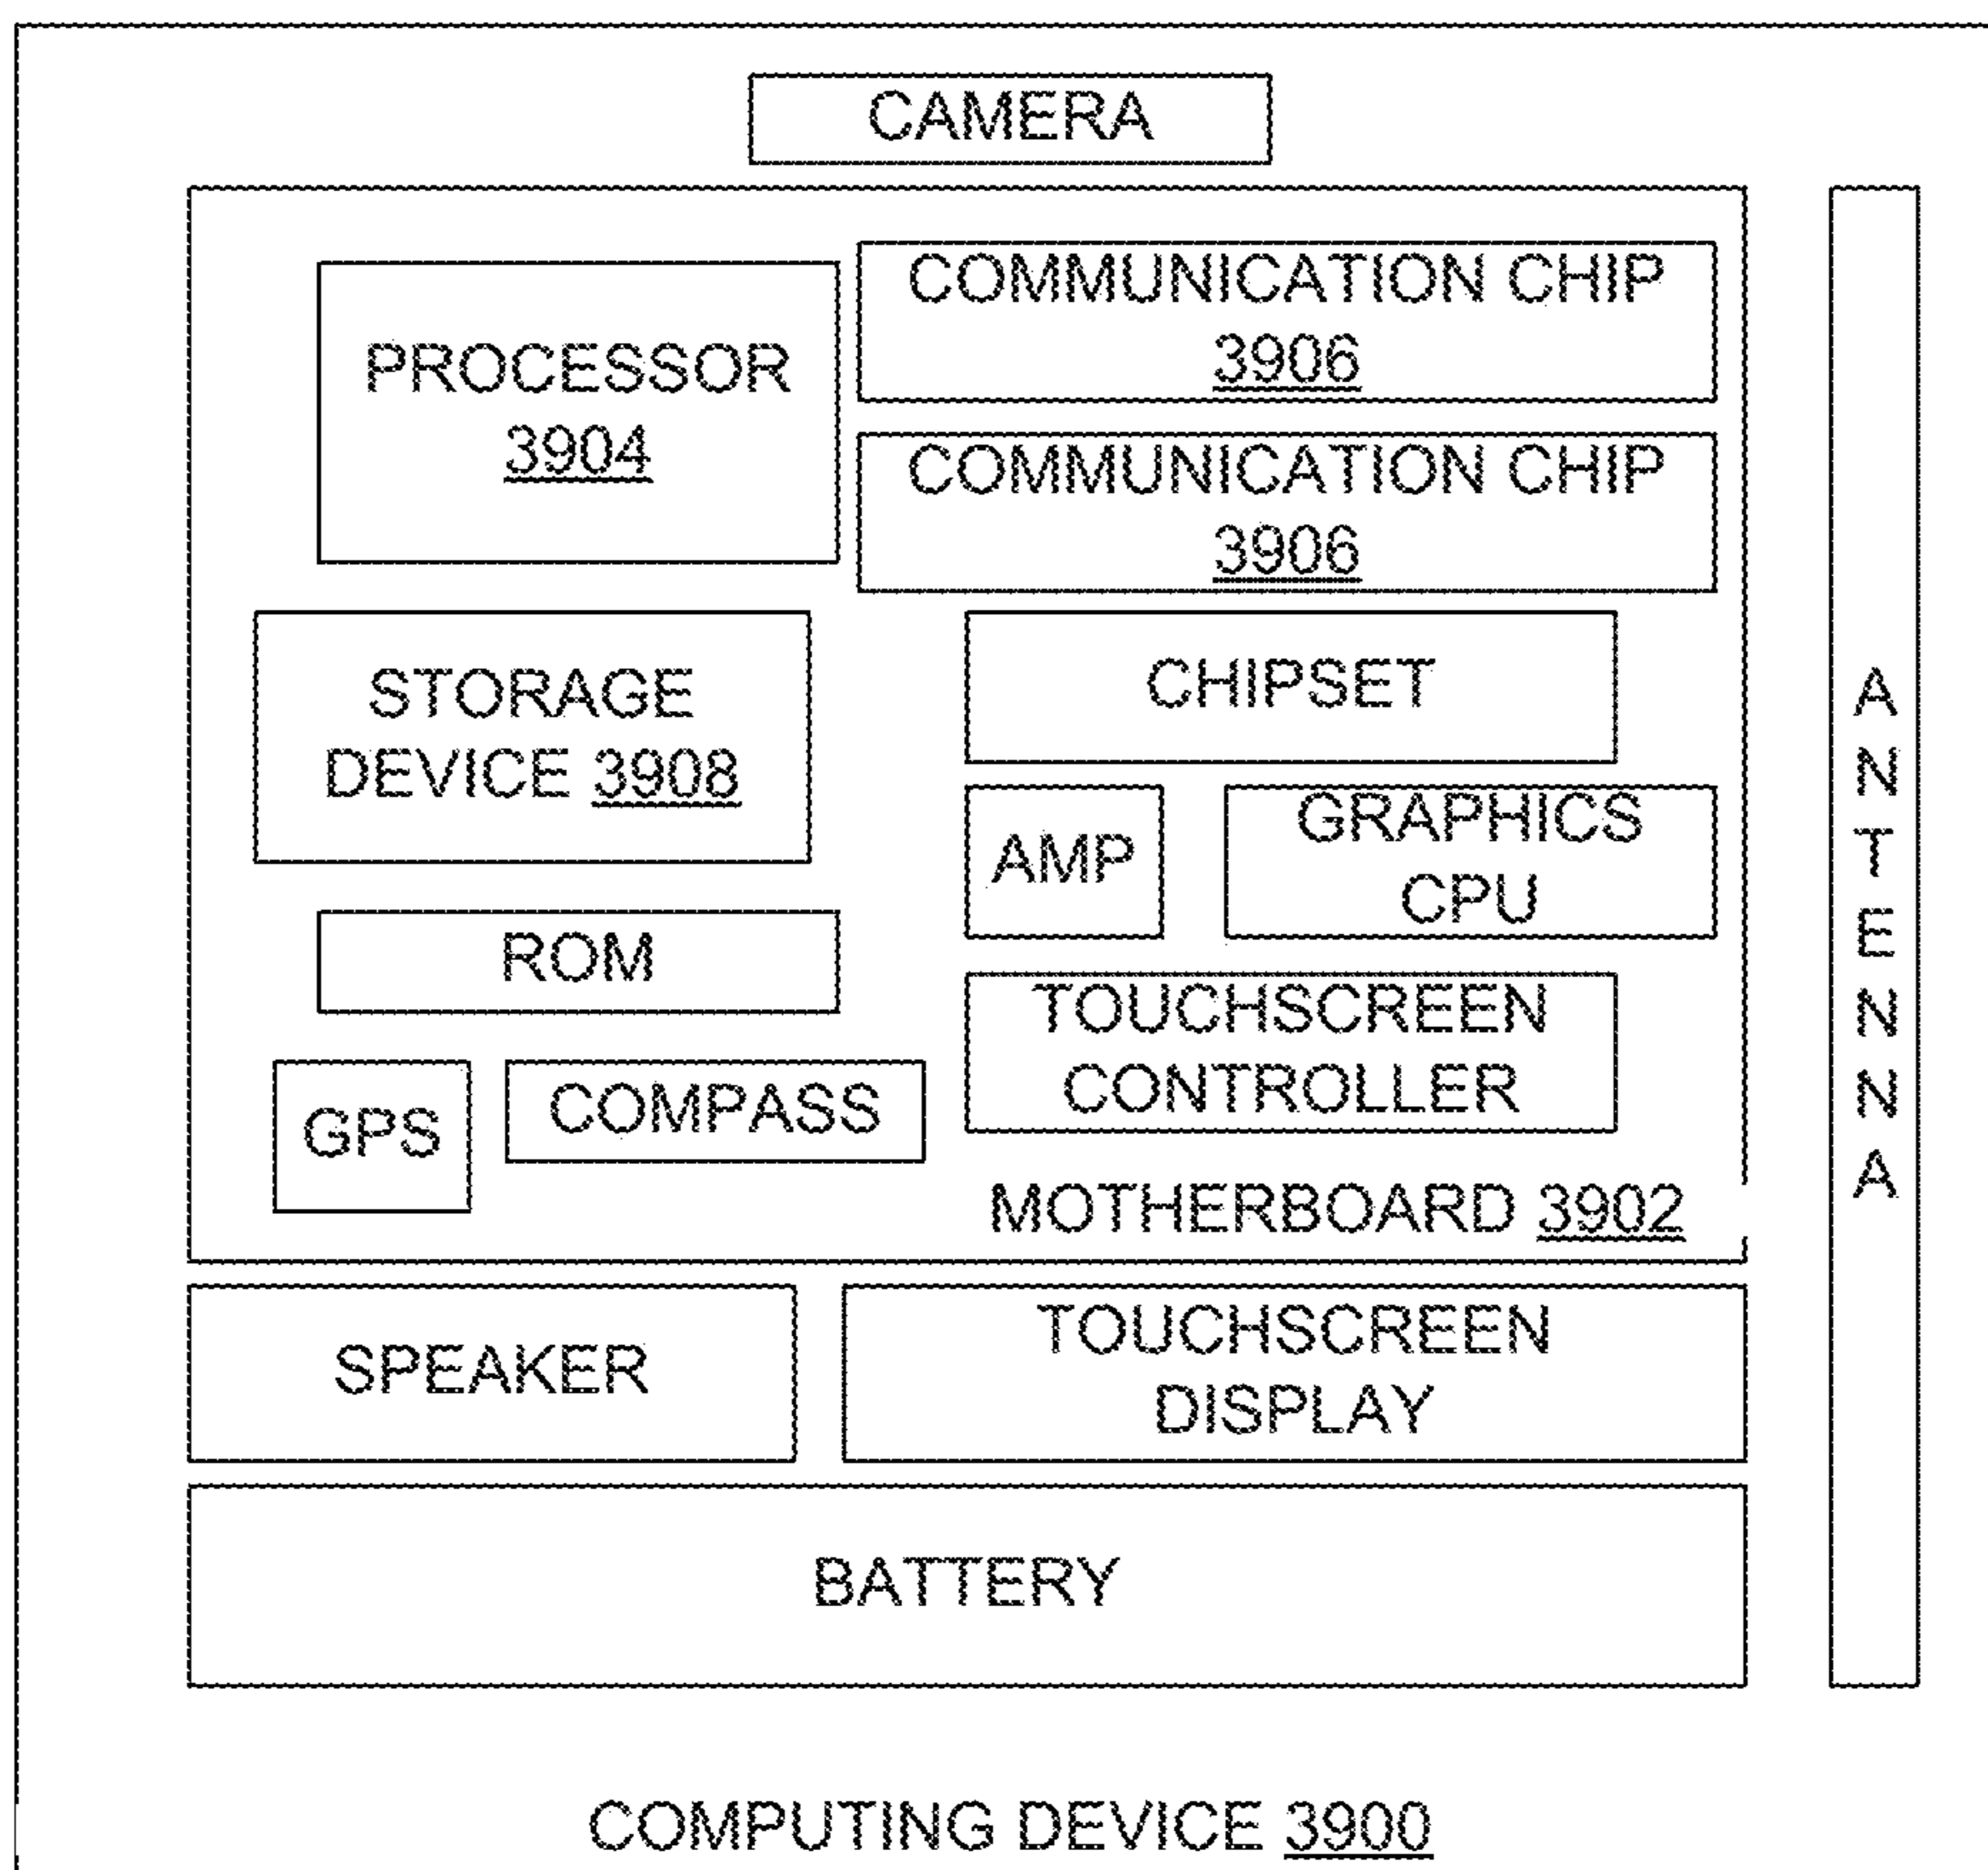 CAMERA
PROCESSOR
3904
COMMUNICATION CHIP
3906
COMMUNICATION CHIP
3906
STORAGE
DEVICE 3908
CHIPSET
AMP
GRAPHICS
CPU
ROM
TOUCHSCREEN
CONTROLLER
GPS
COMPASS
MOTHERBOARD 3902
ANTENNA
SPEAKER
TOUCHSCREEN
DISPLAY
BATTERY
COMPUTING DEVICE 3900